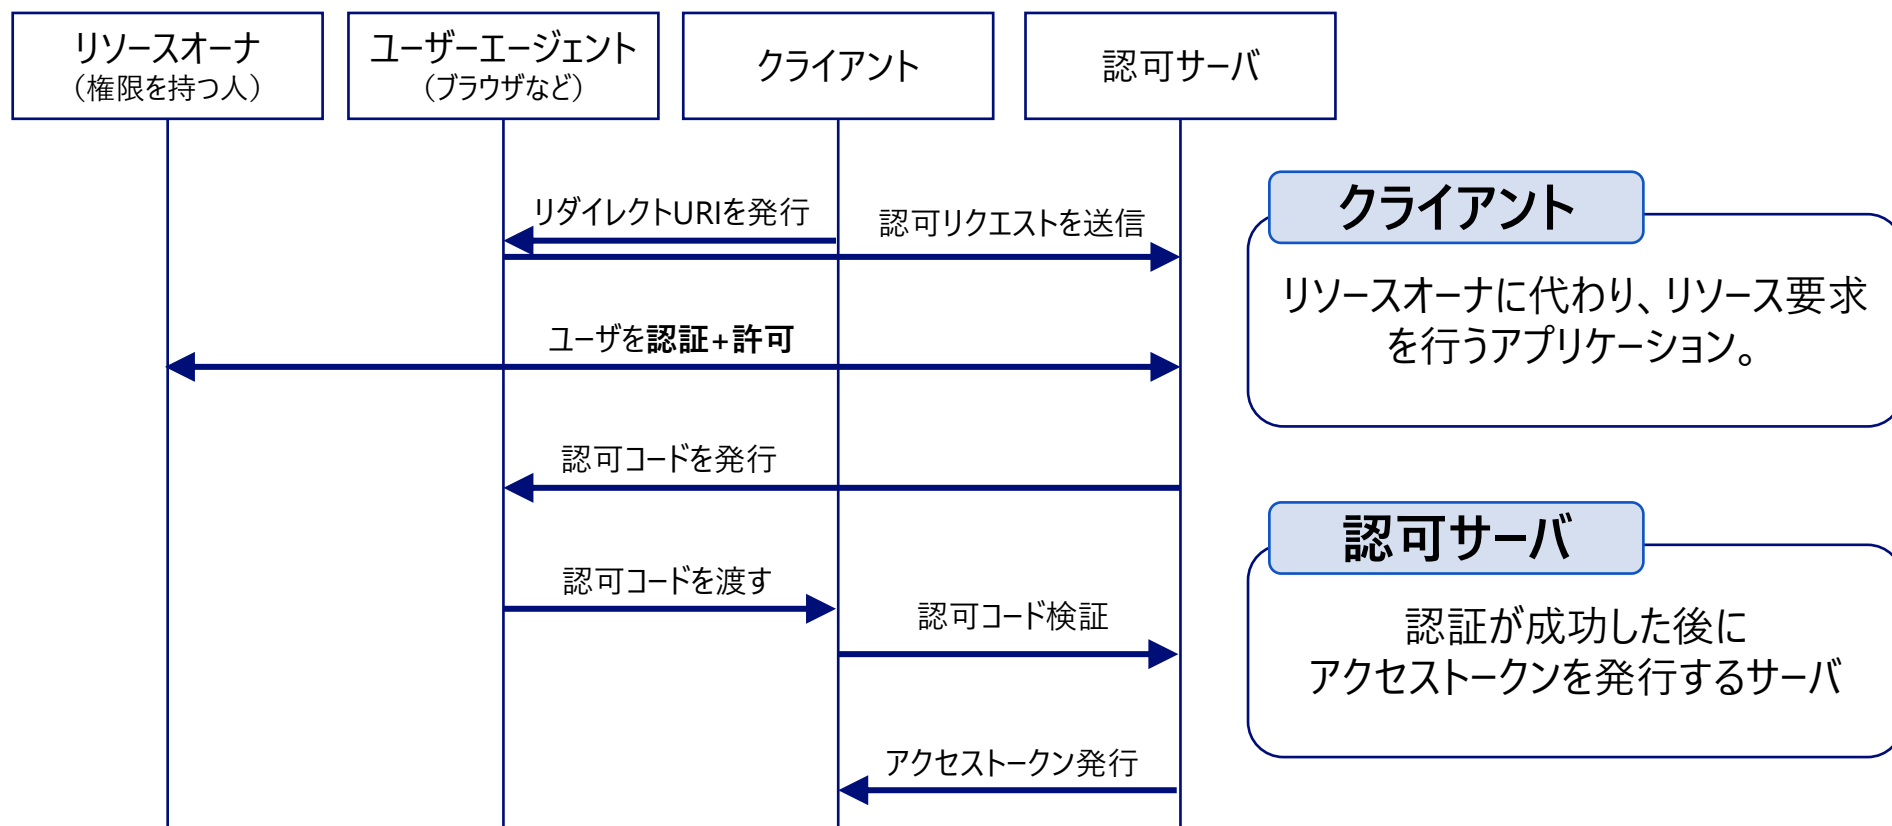 リソースオーナ
（権限を持つ人）
ユーザーエージェント
（ブラウザなど）
クライアント
認可サーバ
リダイレクトURIを発行
認可リクエストを送信
ユーザを認証+許可
認可コードを発行
認可コードを渡す
認可コード検証
アクセストークン発行
クライアント
リソースオーナに代わり、リソース要求
を行うアプリケーション。
認可サーバ
認証が成功した後に
アクセストークンを発行するサーバ